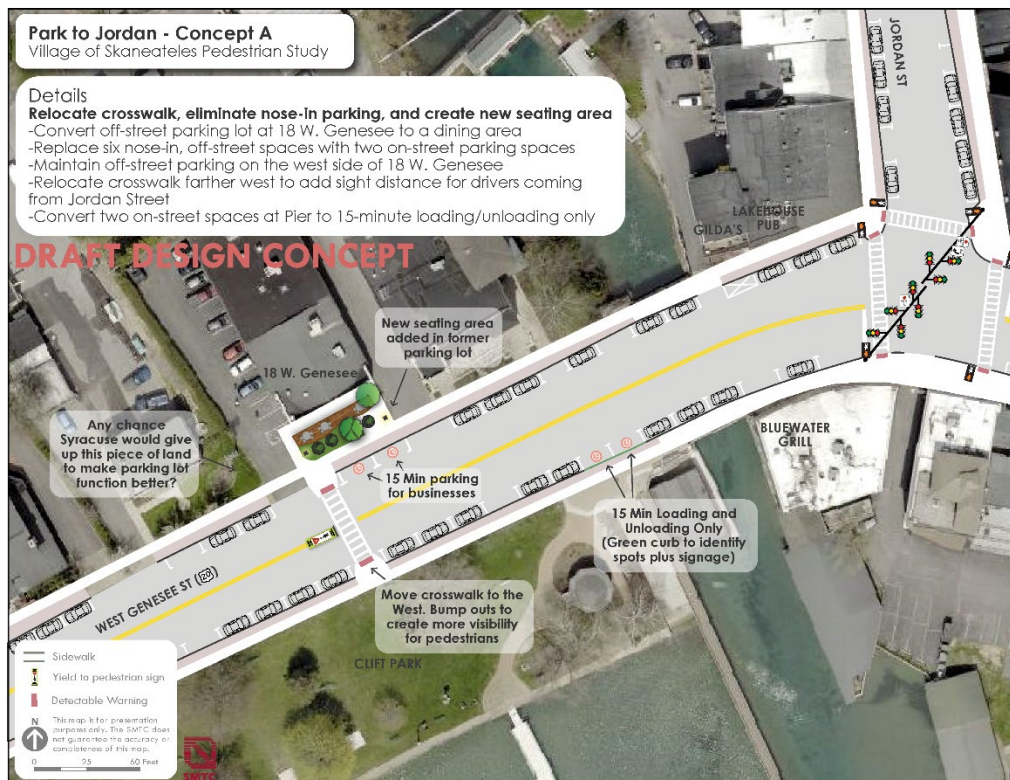 Park to Jordan - Concept A
Village of Skaneateles Pedestrian Study
Details
Relocate crosswalk, eliminate nose-in parking, and create new seating area
-Convert off-street parking lot at 18 W. Genesee to a dining area
-Replace six nose-in, off-street spaces with two on-street parking spaces
-Maintain off-street parking on the west side of 18 W. Genesee
-Relocate crosswalk farther west to add sight distance for drivers coming
from Jordan Street
-Convert two on-street spaces at Pier to 15-minute loading/unloading only
DRAFT DESIGN CONCEPT
JORDAN ST
LAKEHOUSE
PUB
GILDA'S
New seating area
added in former
parking lot
18 W. Genesee
Any chance
Syracuse would give
up this piece of land
to make parking lot
function better?
15 Min parking
for businesses
BLUEWATER
GRILL
15 Min Loading and
Unloading Only
(Green curb to identify
spots plus signage)
WEST GENESEE ST (20)
Move crosswalk to the
West. Bump outs to
create more visibility
for pedestrians
CLIFT PARK
Sidewalk
Yield to pedestrian sign
Detectable Warning
N
This map is for presentation
purposes only. The SMTC does
not guarantee the accuracy or
completeness of this map.
0 25 50 Feet
SMTC